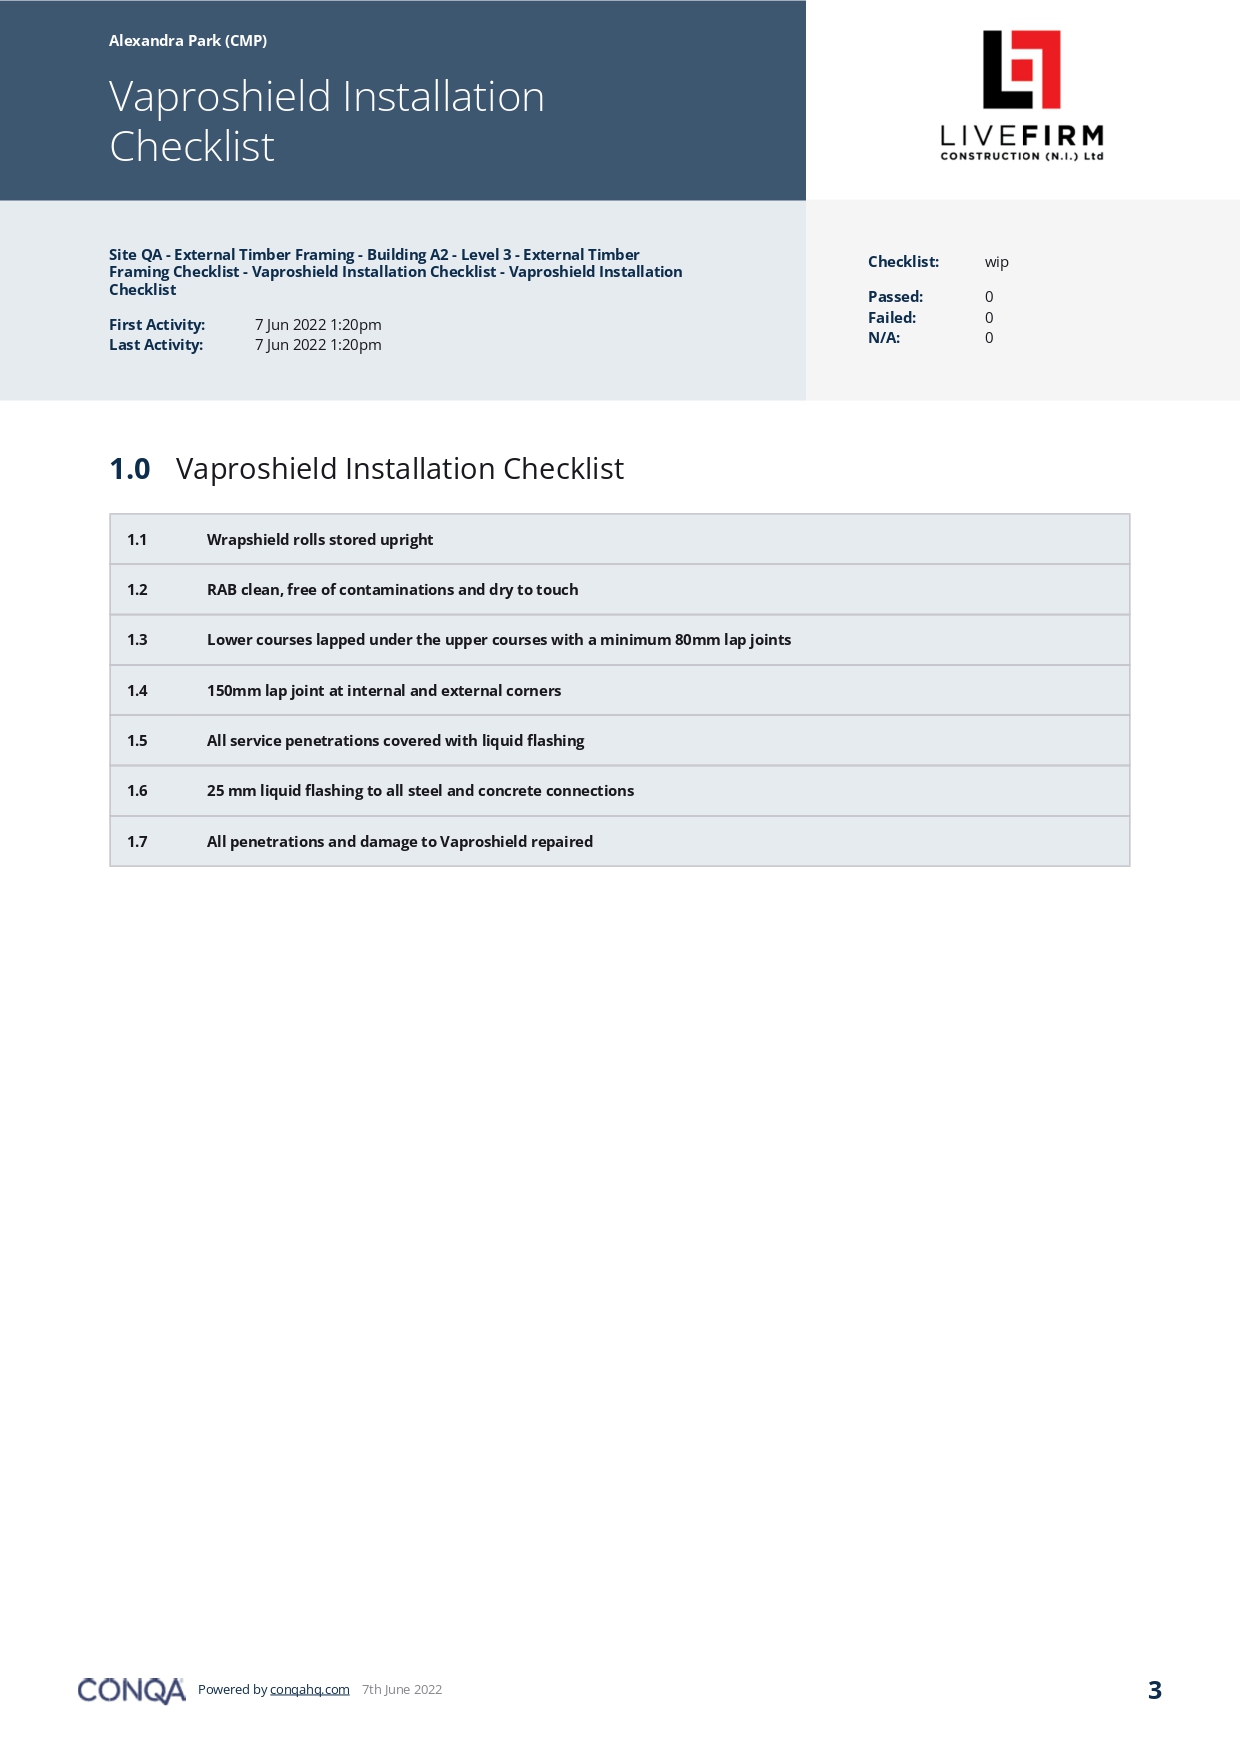 Alexandra Park (CMP)
Vaproshield Installation
Checklist
LIVEFIRM
CONSTRUCTION (N.I.) Ltd
Site QA - External Timber Framing - Building A2 - Level 3 - External Timber
Framing Checklist - Vaproshield Installation Checklist - Vaproshield Installation
Checklist
First Activity: 7 Jun 2022 1:20pm
Last Activity: 7 Jun 2022 1:20pm
Checklist: wip
Passed: 0
Failed: 0
N/A: 0
1.0 Vaproshield Installation Checklist
1.1 Wrapshield rolls stored upright
1.2 RAB clean, free of contaminations and dry to touch
1.3 Lower courses lapped under the upper courses with a minimum 80mm lap joints
1.4 150mm lap joint at internal and external corners
1.5 All service penetrations covered with liquid flashing
1.6 25 mm liquid flashing to all steel and concrete connections
1.7 All penetrations and damage to Vaproshield repaired
CONQA Powered by conqahq.com 7th June 2022 3